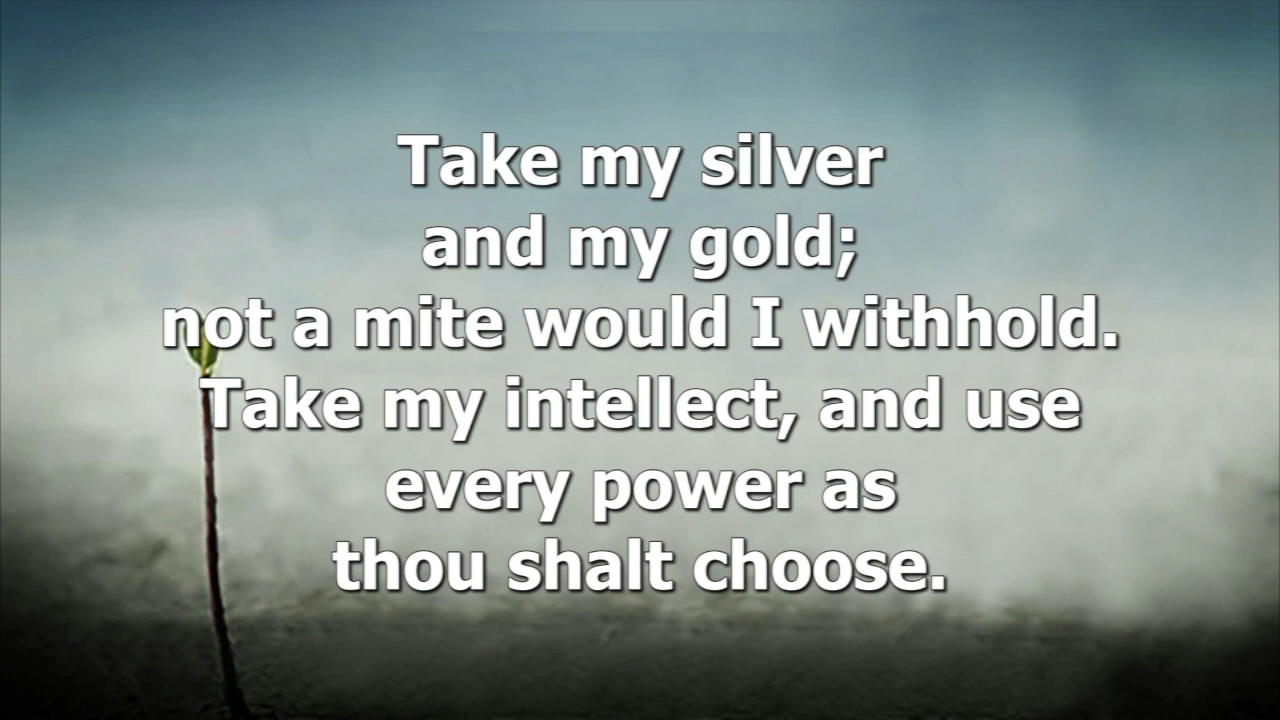 Take my silver
and my gold;
not a mite would I withhold.
Take my intellect, and use
every power as
thou shalt choose.